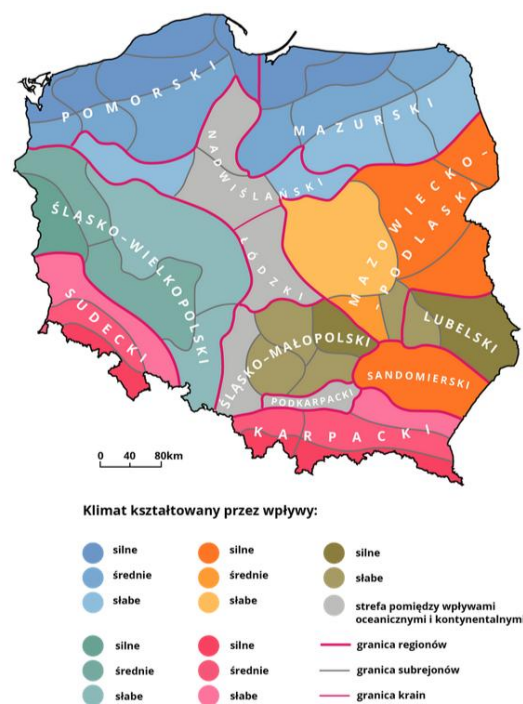 POMORSKI
MAZURSKI
NADWIŚLAŃSKI
MAZOWIECKO-
-PODLASKI
ŚLĄSKO-WIELKOPOLSKI
ŁÓDZKI
LUBELSKI
SUDECKI
ŚLĄSKO-MAŁOPOLSKI
SANDOMIERSKI
PODKARPACKI
KARPACKI
0 40 80km
Klimat kształtowany przez wpływy:
silne silne silne
średnie średnie słabe
słabe słabe strefa pomiędzy wpływami
oceanicznymi i kontynentalnymi
silne silne granica regionów
średnie średnie granica subrejonów
słabe słabe granica krain